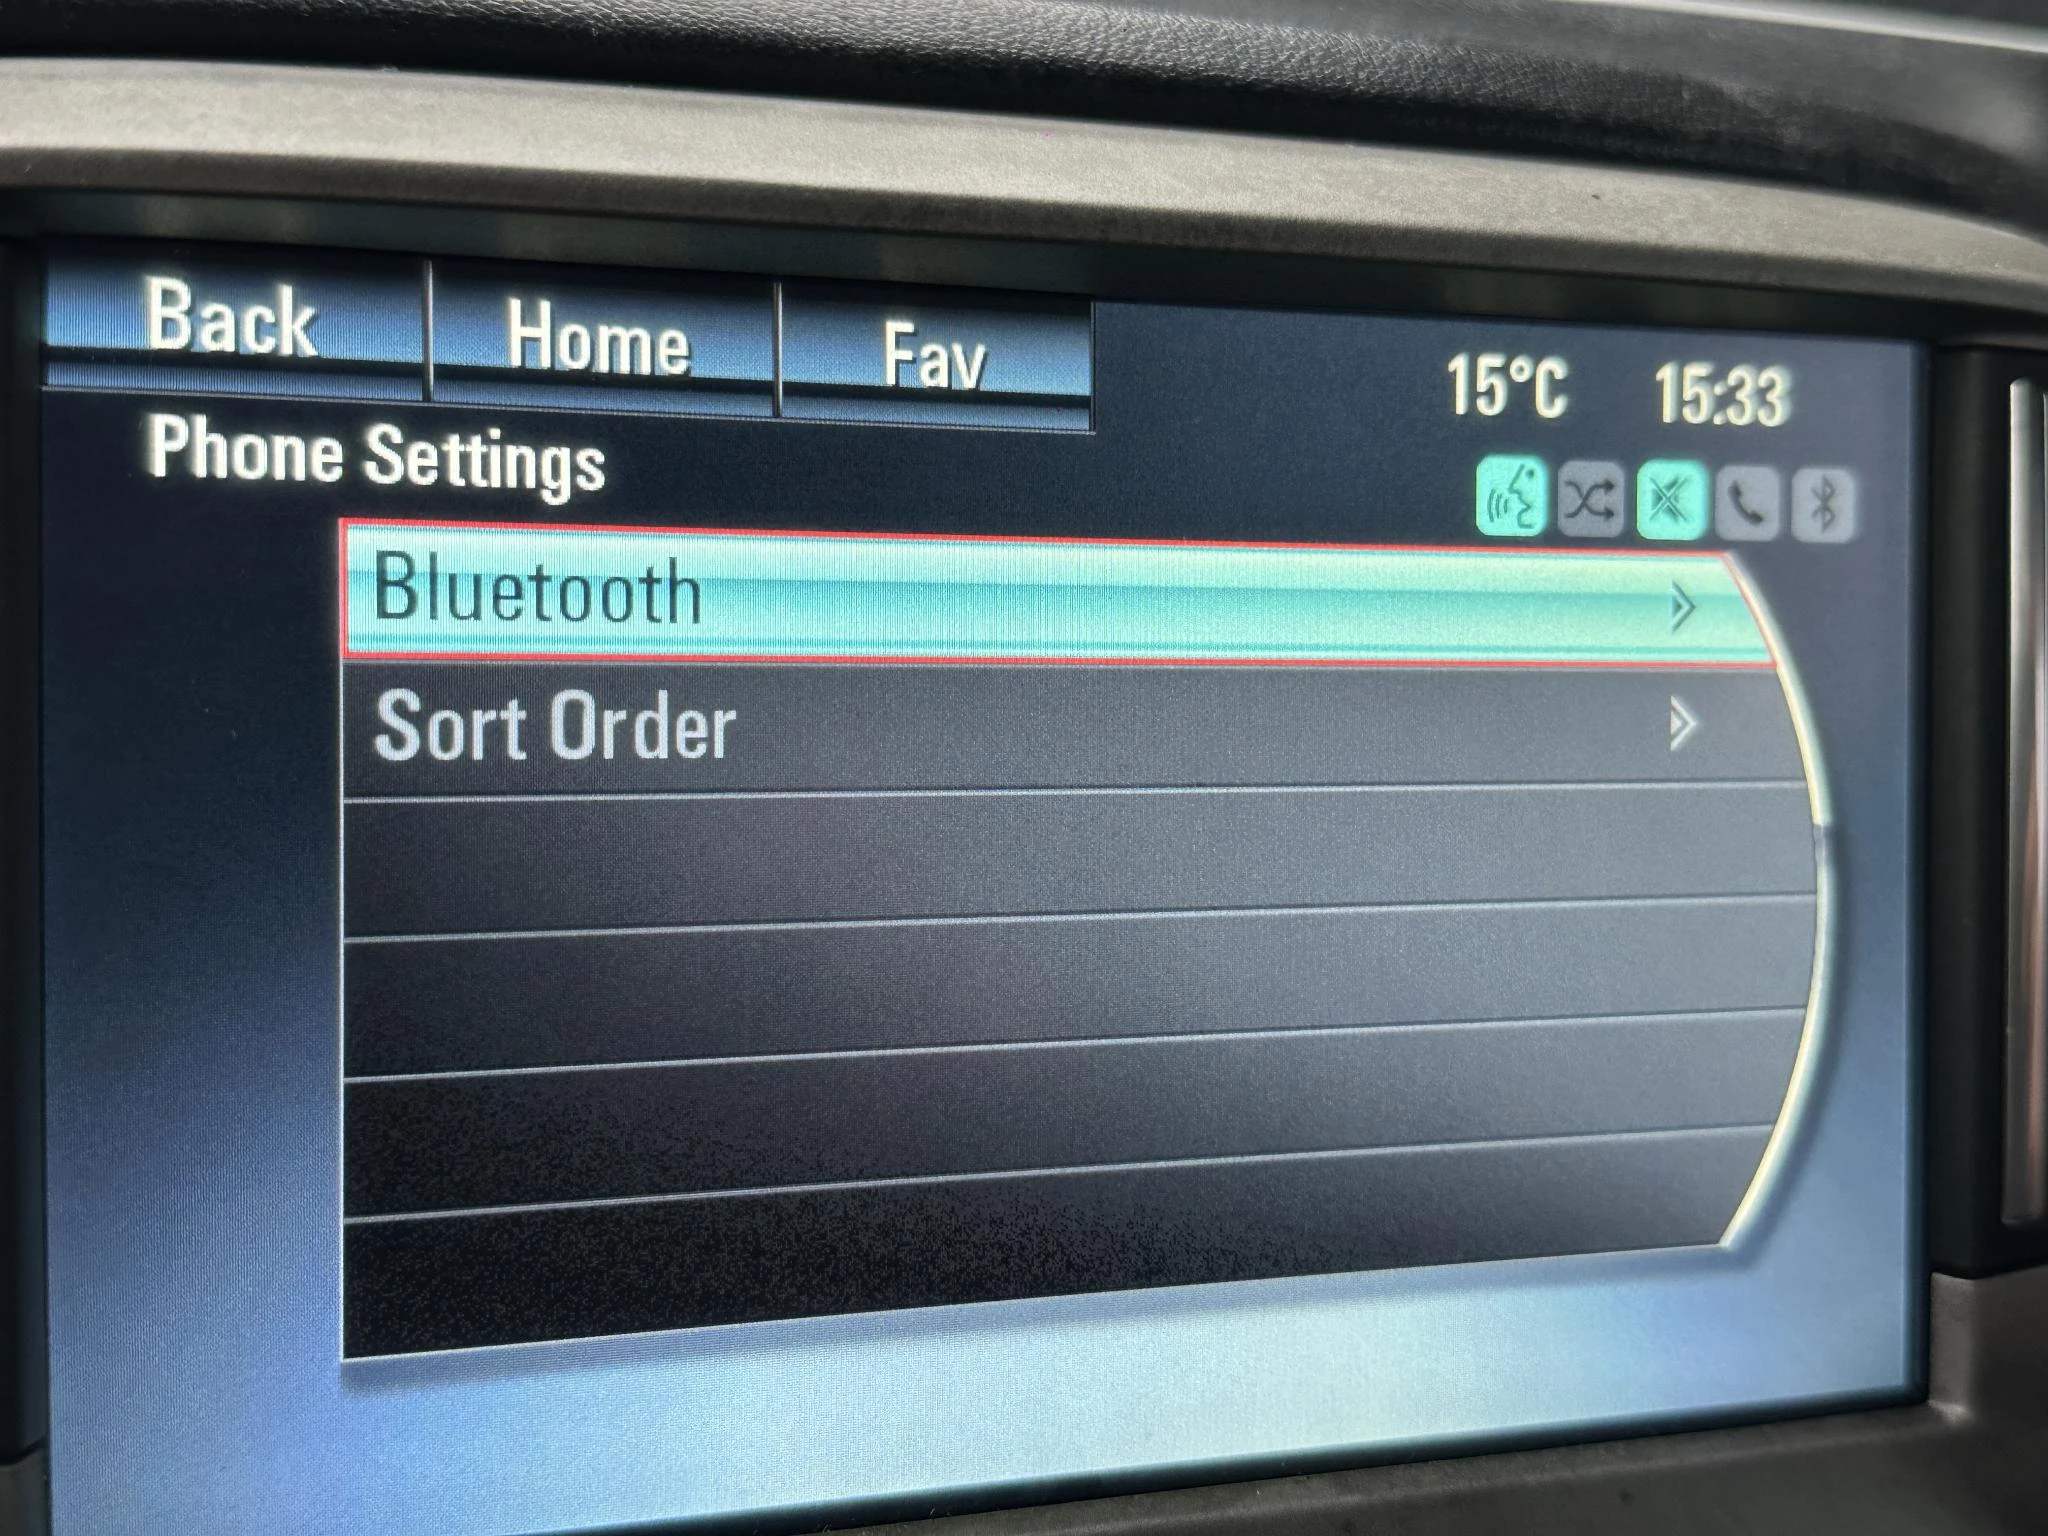 Back Home Fav
15°C 15:33
Phone Settings
Bluetooth
Sort Order